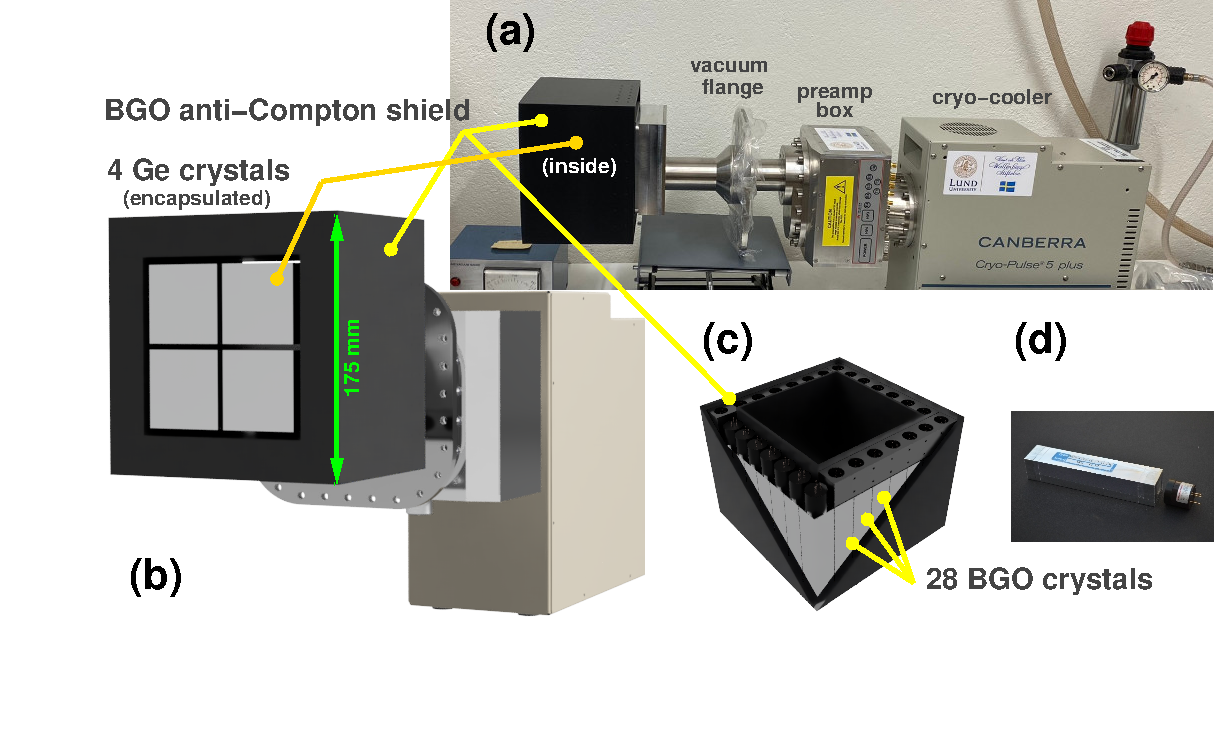 (a)
vacuum
flange
preamp
box
cryo-cooler
BGO anti-Compton shield
4 Ge crystals
(encapsulated)
(inside)
LUND
UNIVERSITY
CAUTION
CANBERRA
Cryo-Pulse® 5 plus
175 mm
(b)
(c)
(d)
28 BGO crystals